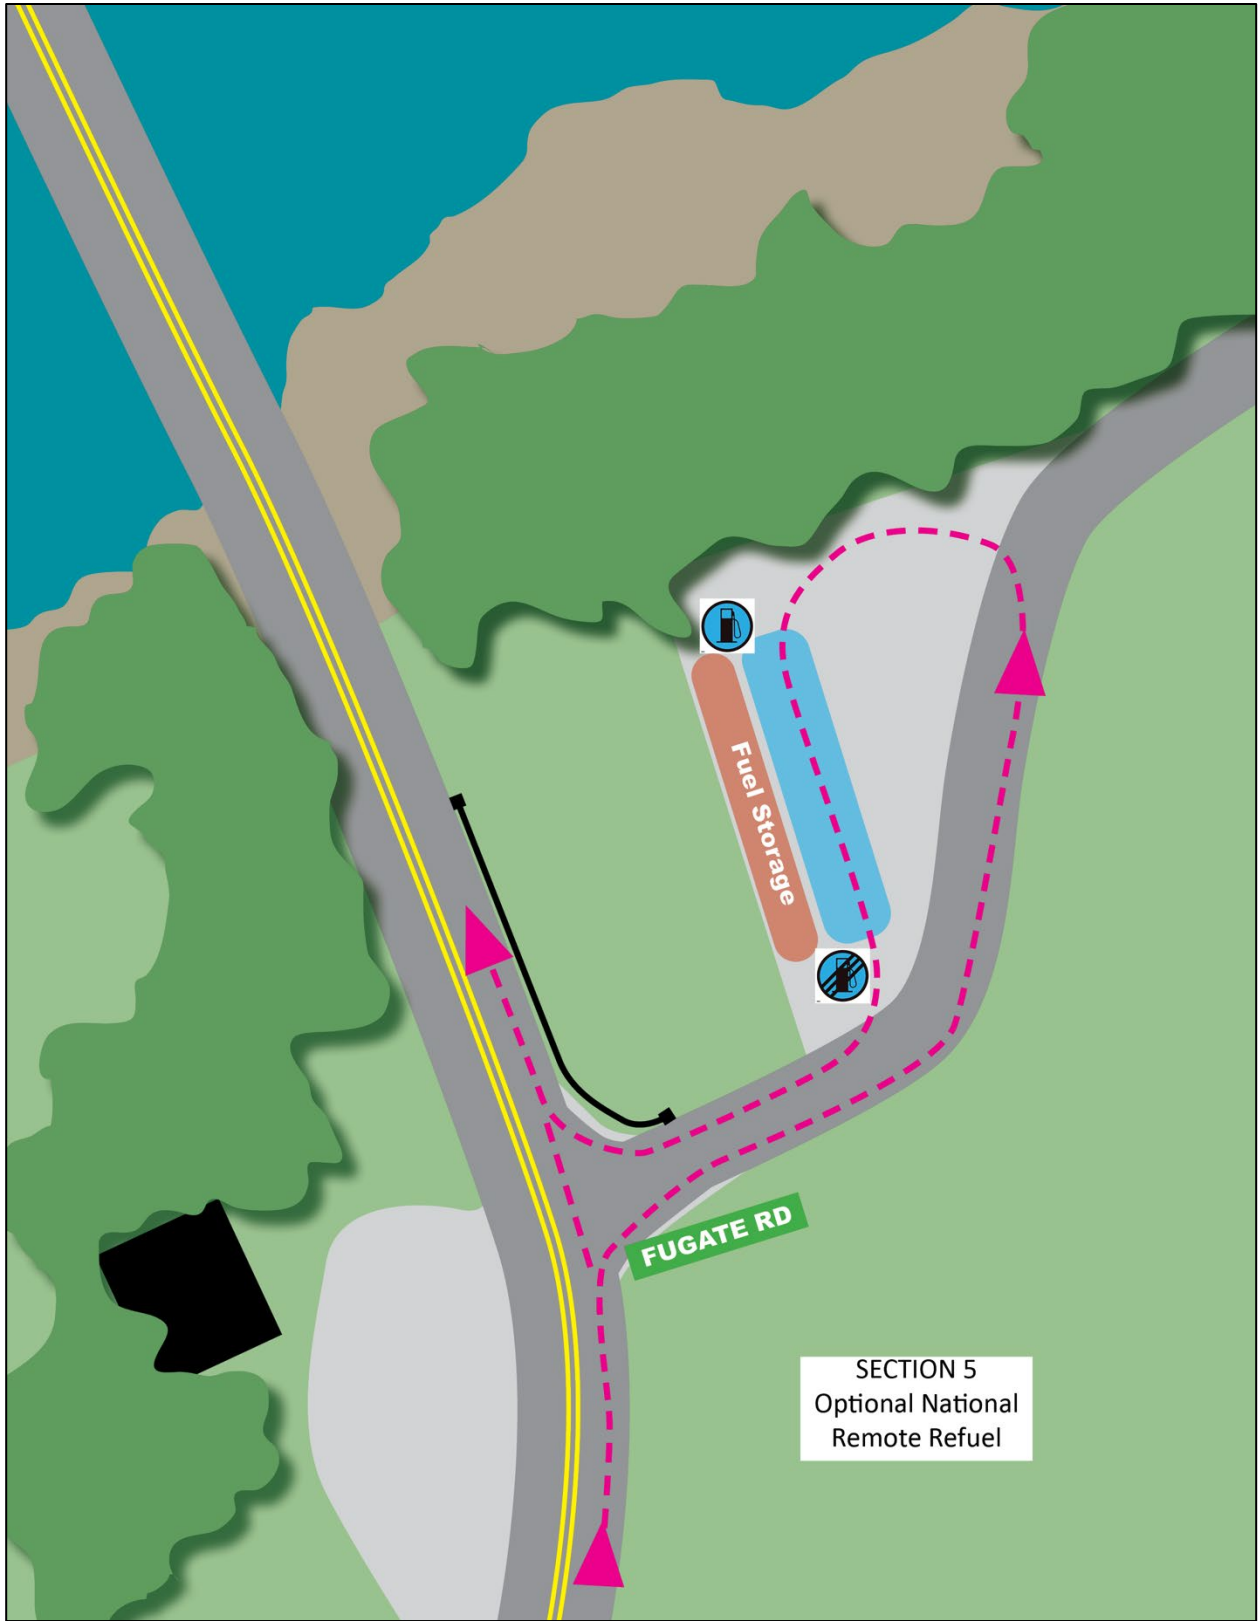 Fuel Storage
FUGATE RD
SECTION 5
Optional National
Remote Refuel